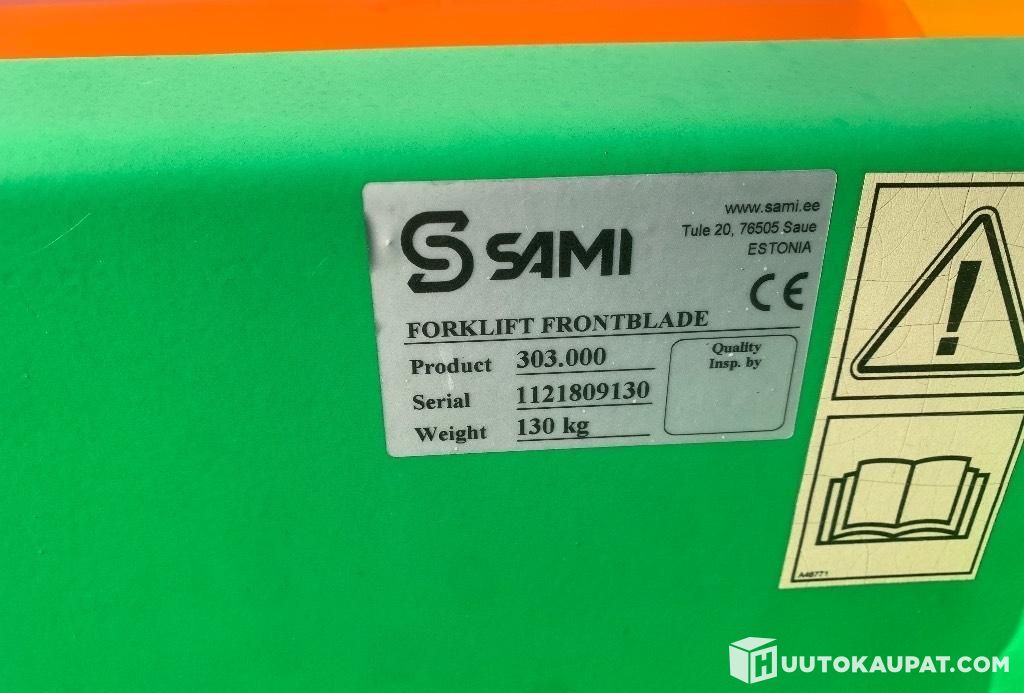 SAMI
www.sami.ee
Tule 20, 76505 Saue
ESTONIA
CE
FORKLIFT FRONTBLADE
Product 303.000
Serial 1121809130
Weight 130 kg
Quality
Insp. by
!
A46771
HUUTOKAUPAT.COM